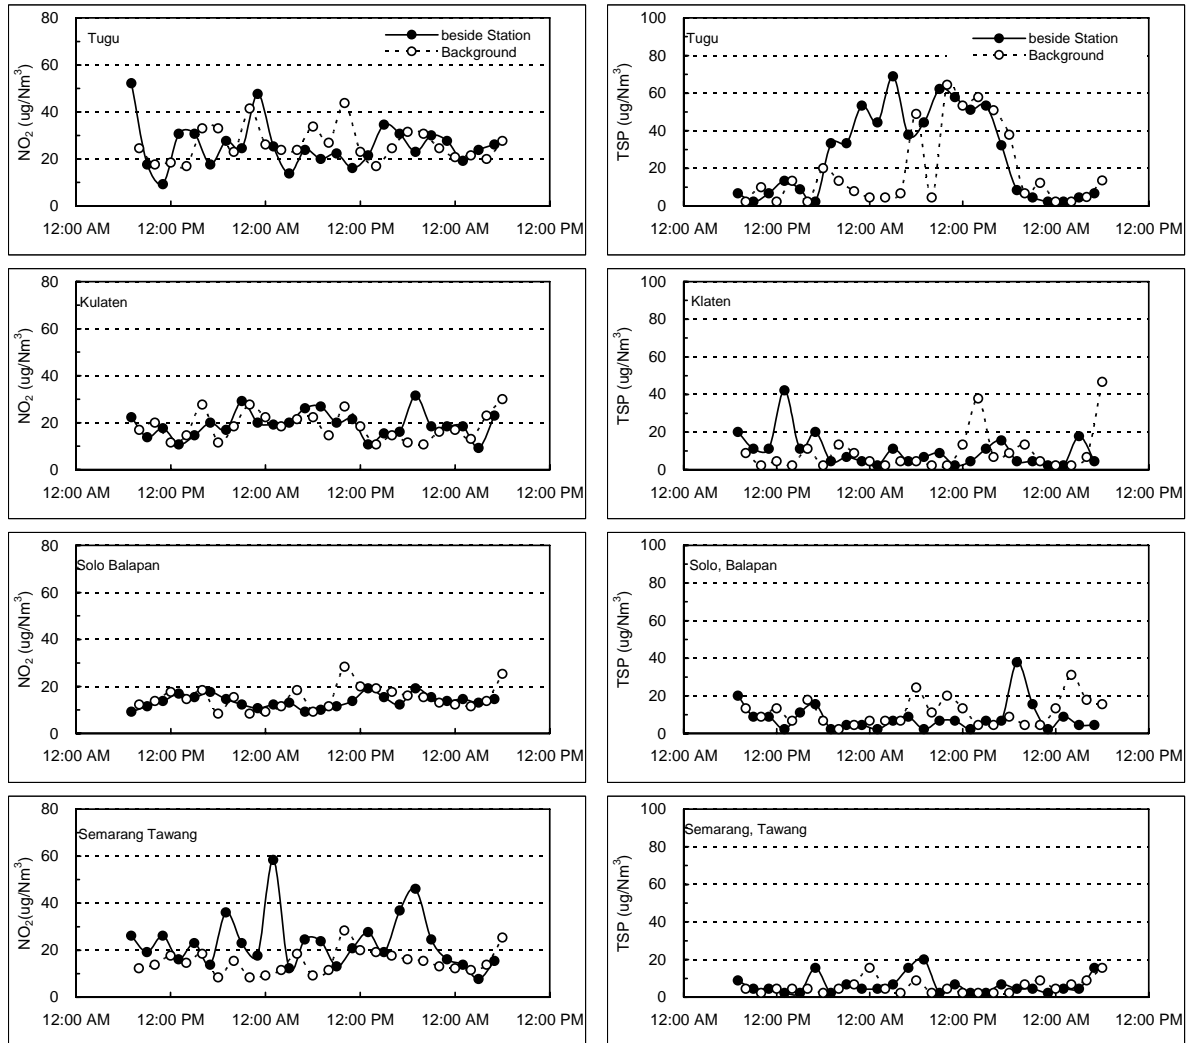 80
60
40
20
0
NO2 (ug/Nm3)
Tugu
beside Station
Background
12:00 AM 12:00 PM 12:00 AM 12:00 PM 12:00 AM 12:00 PM
100
80
60
40
20
0
TSP (ug/Nm3)
Tugu
beside Station
Background
12:00 AM 12:00 PM 12:00 AM 12:00 PM 12:00 AM 12:00 PM
80
60
40
20
0
NO2 (ug/Nm3)
Kulaten
12:00 AM 12:00 PM 12:00 AM 12:00 PM 12:00 AM 12:00 PM
100
80
60
40
20
0
TSP (ug/Nm3)
Klaten
12:00 AM 12:00 PM 12:00 AM 12:00 PM 12:00 AM 12:00 PM
80
60
40
20
0
NO2 (ug/Nm3)
Solo Balapan
12:00 AM 12:00 PM 12:00 AM 12:00 PM 12:00 AM 12:00 PM
100
80
60
40
20
0
TSP (ug/Nm3)
Solo, Balapan
12:00 AM 12:00 PM 12:00 AM 12:00 PM 12:00 AM 12:00 PM
80
60
40
20
0
NO2(ug/Nm3)
Semarang Tawang
12:00 AM 12:00 PM 12:00 AM 12:00 PM 12:00 AM 12:00 PM
100
80
60
40
20
0
TSP (ug/Nm3)
Semarang, Tawang
12:00 AM 12:00 PM 12:00 AM 12:00 PM 12:00 AM 12:00 PM